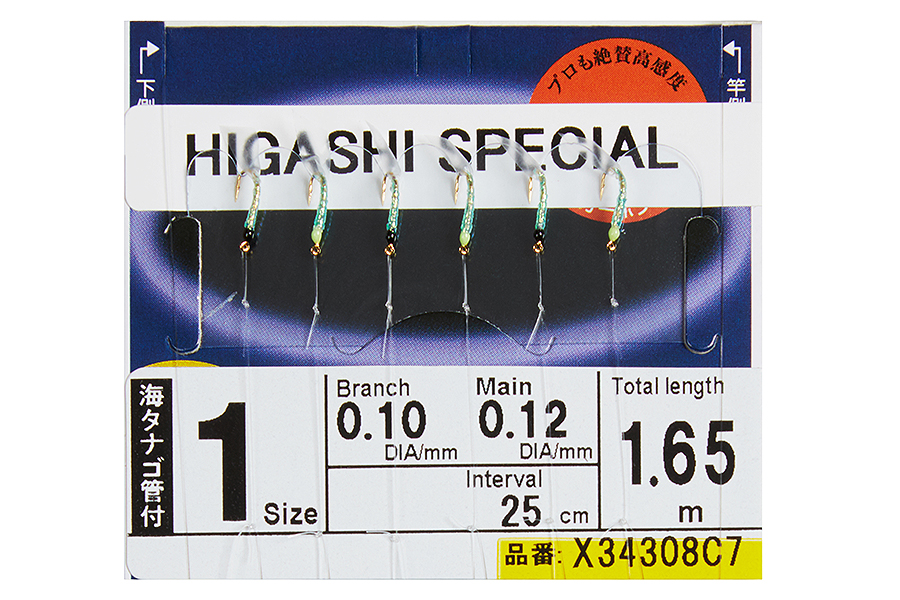 プロも絶賛高感度
下側
竿側
HIGASHI SPECIAL
海タナゴ管付
1
Size
Branch
0.10
DIA/mm
Main
0.12
DIA/mm
Interval
25 cm
Total length
1.65
m
品番: X34308C7